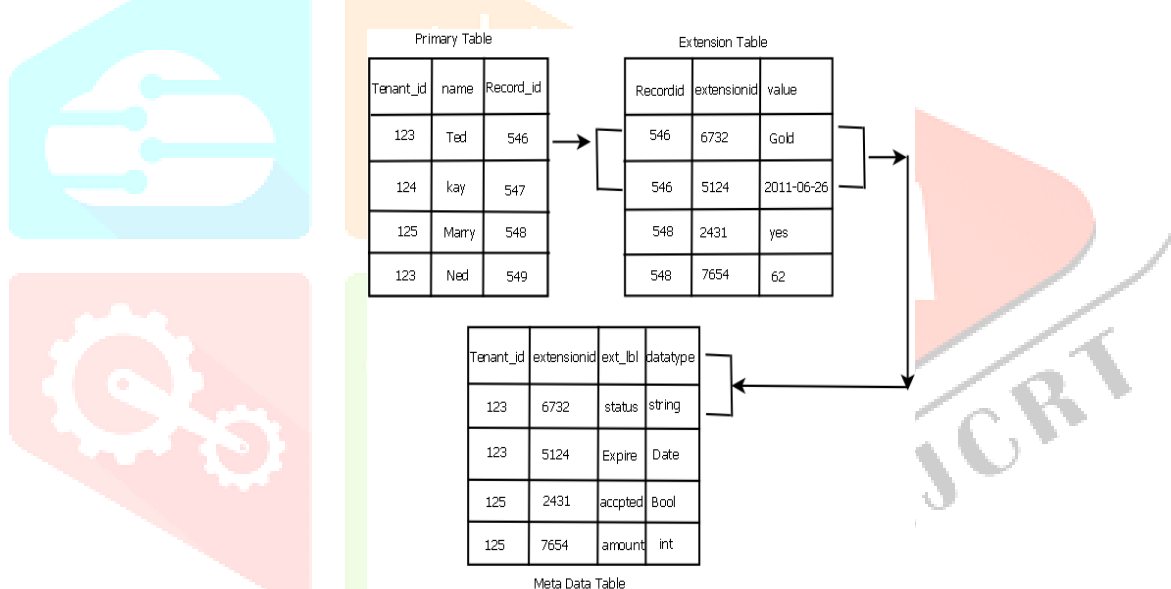 Primary Table
Tenant_id name Record_id
123 Ted 546
124 kay 547
125 Marry 548
123 Ned 549
Extension Table
Recordid extensionid value
546 6732 Gold
546 5124 2011-06-26
548 2431 yes
548 7654 62
Tenant_id extensionid ext_lbl datatype
123 6732 status string
123 5124 Expire Date
125 2431 accpted Bool
125 7654 amount int
Meta Data Table
JCRT